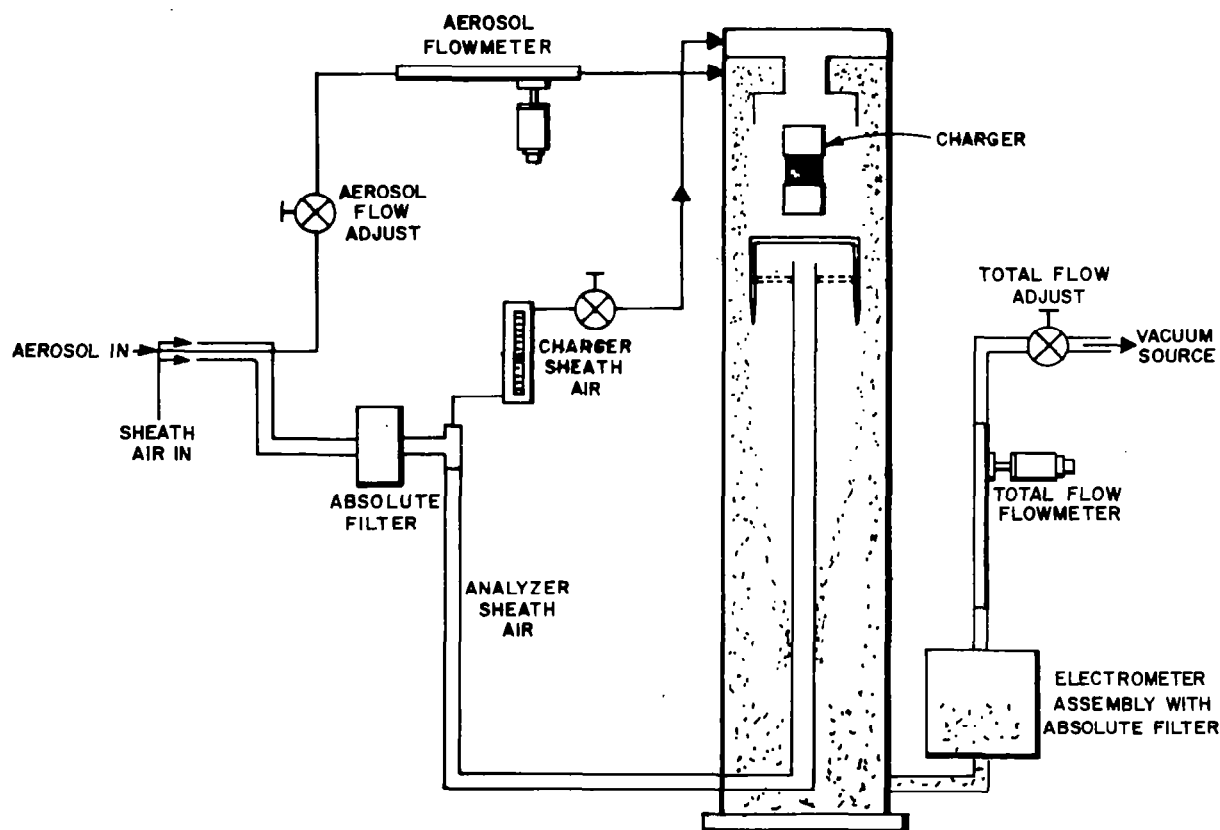 AEROSOL
FLOWMETER
CHARGER
AEROSOL
FLOW
ADJUST
TOTAL FLOW
ADJUST
AEROSOL IN
VACUUM
SOURCE
CHARGER
SHEATH
AIR
SHEATH
AIR IN
ABSOLUTE
FILTER
TOTAL FLOW
FLOWMETER
ANALYZER
SHEATH
AIR
ELECTROMETER
ASSEMBLY WITH
ABSOLUTE FILTER